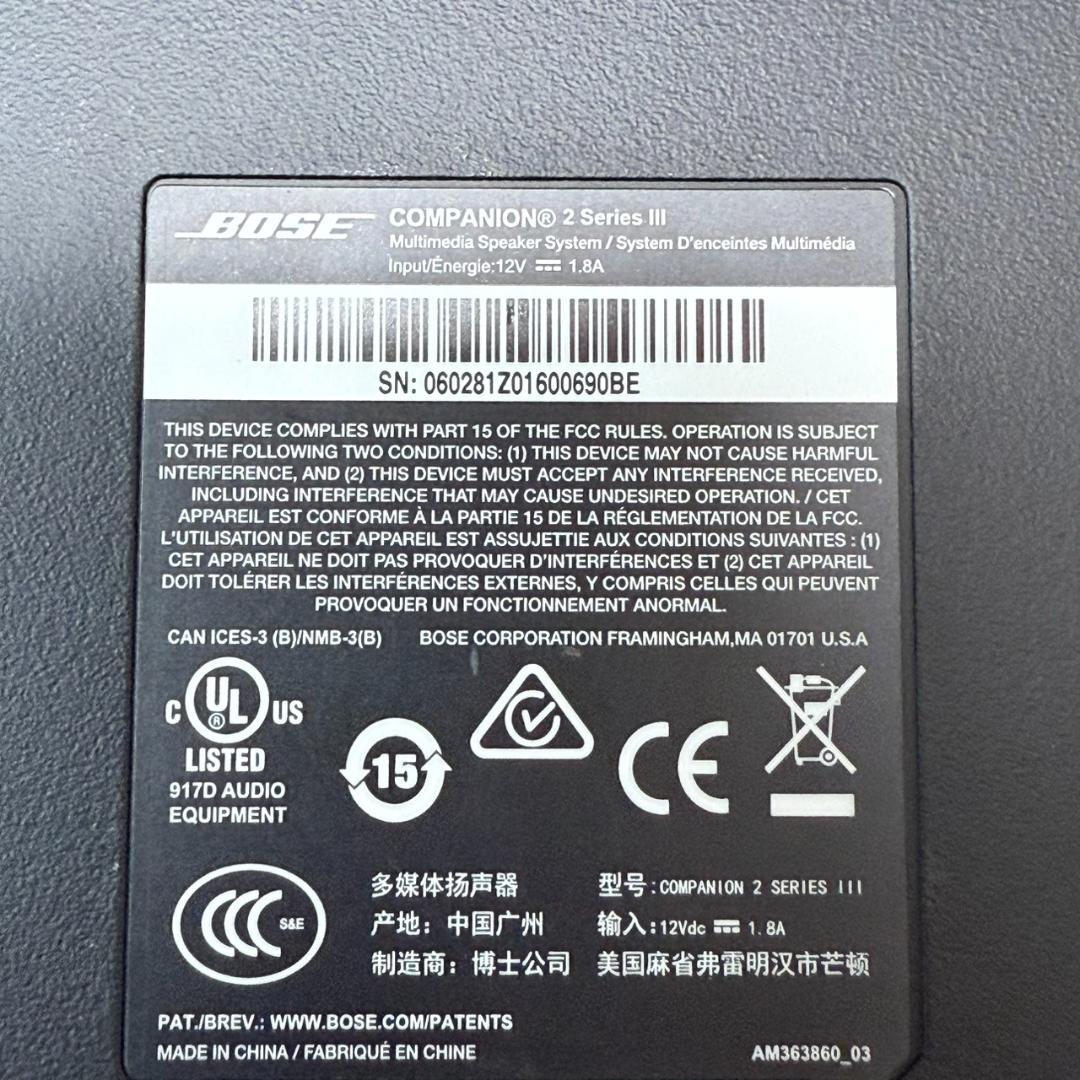 BOSE
COMPANION® 2 Series III
Multimedia Speaker System / System D'enceintes Multimédia
Input/Énergie:12V ⎓ 1.8A
SN: 060281Z01600690BE
THIS DEVICE COMPLIES WITH PART 15 OF THE FCC RULES. OPERATION IS SUBJECT
TO THE FOLLOWING TWO CONDITIONS: (1) THIS DEVICE MAY NOT CAUSE HARMFUL
INTERFERENCE, AND (2) THIS DEVICE MUST ACCEPT ANY INTERFERENCE RECEIVED,
INCLUDING INTERFERENCE THAT MAY CAUSE UNDESIRED OPERATION. / CET
APPAREIL EST CONFORME À LA PARTIE 15 DE LA RÉGLEMENTATION DE LA FCC.
L'UTILISATION DE CET APPAREIL EST ASSUJETTIE AUX CONDITIONS SUIVANTES : (1)
CET APPAREIL NE DOIT PAS PROVOQUER D'INTERFÉRENCES ET (2) CET APPAREIL
DOIT TOLÉRER LES INTERFÉRENCES EXTERNES, Y COMPRIS CELLES QUI PEUVENT
PROVOQUER UN FONCTIONNEMENT ANORMAL.
CAN ICES-3 (B)/NMB-3(B) BOSE CORPORATION FRAMINGHAM,MA 01701 U.S.A
C UL® US
LISTED
917D AUDIO
EQUIPMENT
15
CE
CCC S&E
多媒体扬声器 型号:COMPANION 2 SERIES III
产地: 中国广州 输入:12Vdc ⎓ 1.8A
制造商: 博士公司 美国麻省弗雷明汉市芒顿
PAT./BREV.: WWW.BOSE.COM/PATENTS
MADE IN CHINA / FABRIQUÉ EN CHINE AM363860_03